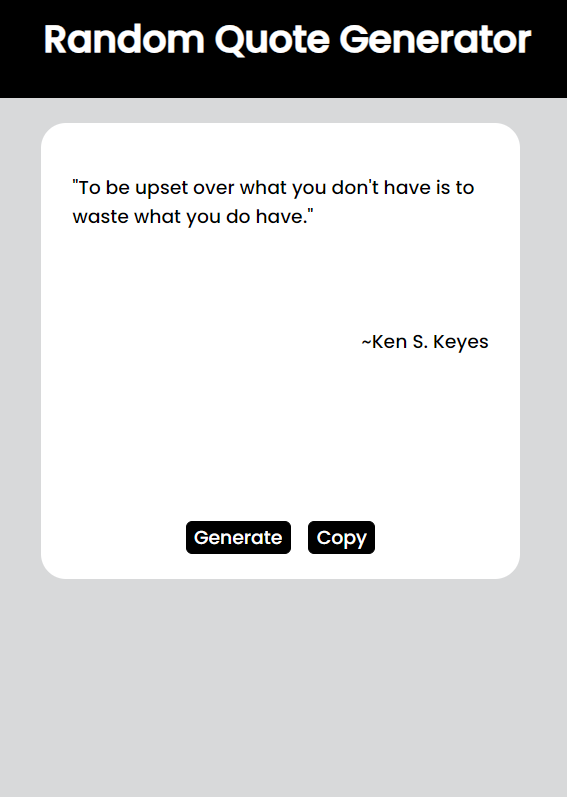 Random Quote Generator
"To be upset over what you don't have is to
waste what you do have."
~Ken S. Keyes
Generate Copy